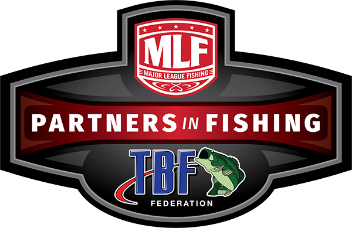 MLF
MAJOR LEAGUE FISHING
PARTNERS IN FISHING
TBF
FEDERATION